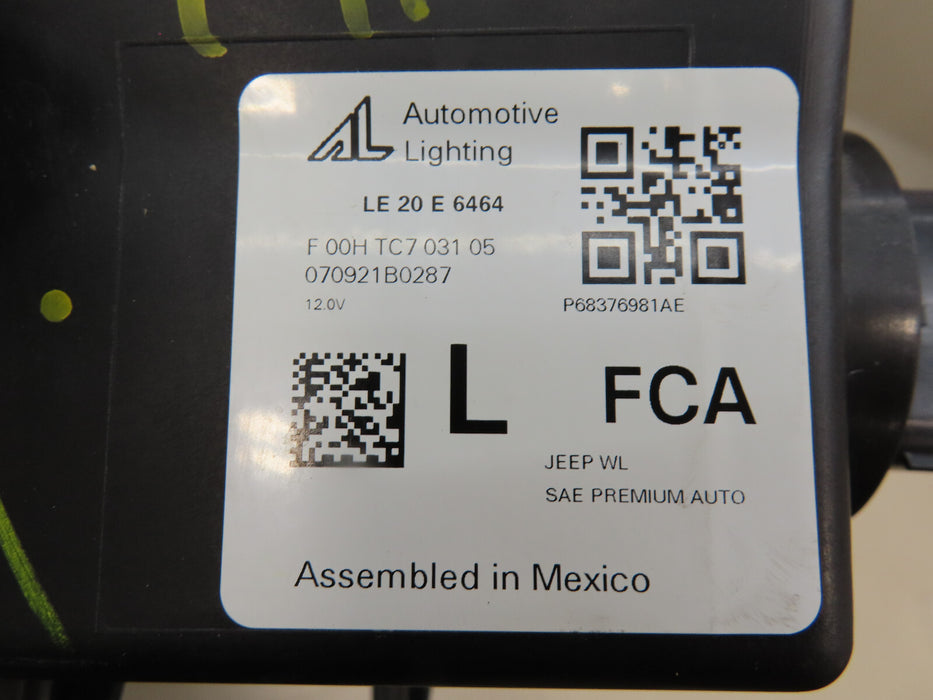 AL Automotive
Lighting
LE 20 E 6464
F 00H TC7 031 05
070921B0287
12.0V
P68376981AE
L
FCA
JEEP WL
SAE PREMIUM AUTO
Assembled in Mexico